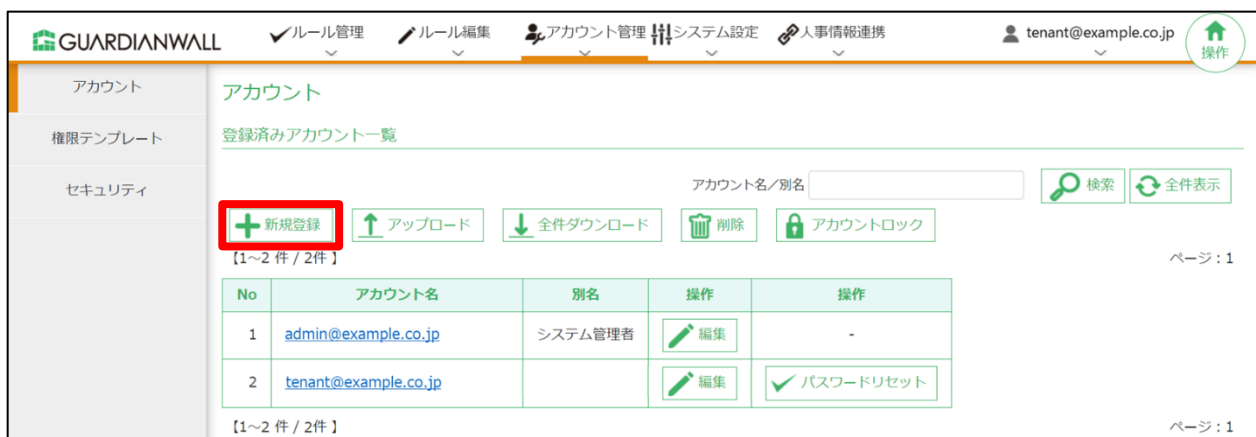 GUARDIANWALL
ルール管理 ルール編集 アカウント管理 システム設定 人事情報連携 tenant@example.co.jp 操作
アカウント
権限テンプレート
セキュリティ
アカウント
登録済みアカウント一覧
アカウント名／別名 検索 全件表示
新規登録 アップロード 全件ダウンロード 削除 アカウントロック
【1～2 件 / 2件 】 ページ：1
No アカウント名 別名 操作 操作
1 admin@example.co.jp システム管理者 編集 -
2 tenant@example.co.jp 編集 パスワードリセット
【1～2 件 / 2件 】 ページ：1